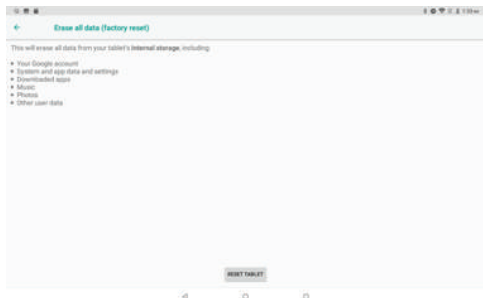 Erase all data (factory reset)
This will erase all data from your tablet's internal storage, including:
Your Google account
System and app data and settings
Downloaded apps
Music
Photos
Other user data
RESET TABLET